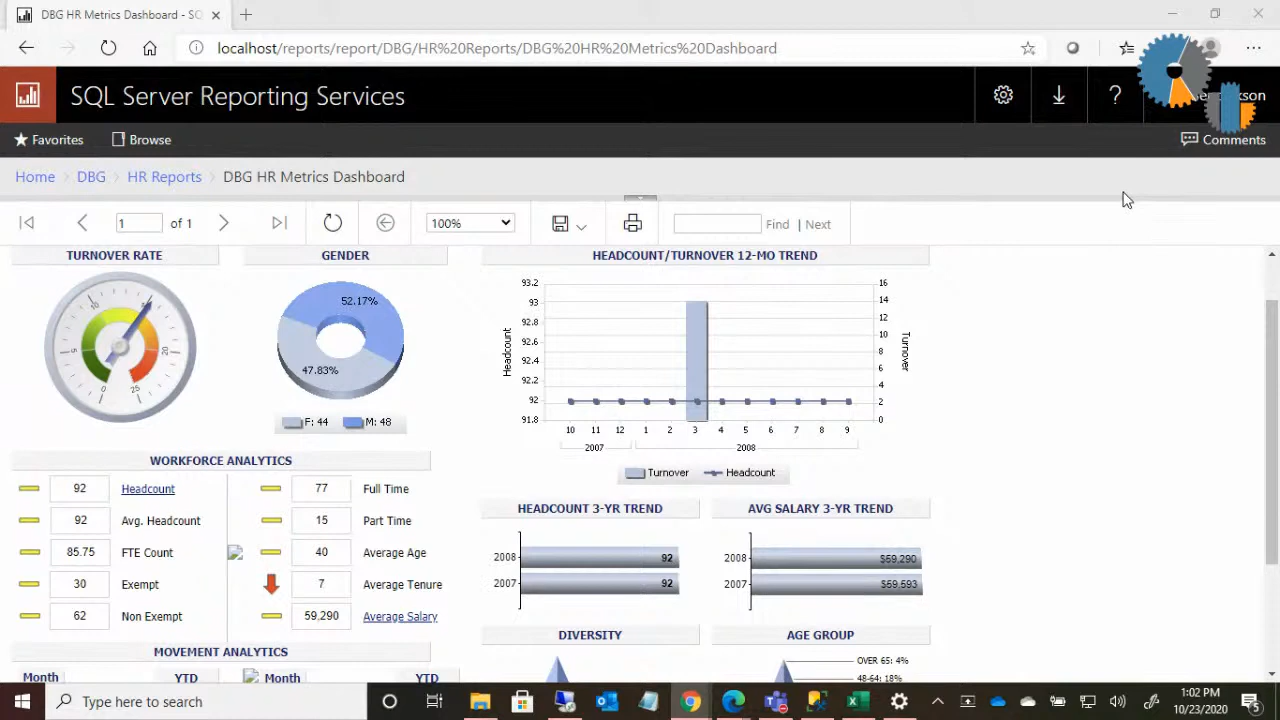 DBG HR Metrics Dashboard - SQ
localhost/reports/report/DBG/HR%20Reports/DBG%20HR%20Metrics%20Dashboard
SQL Server Reporting Services
Favorites
Browse
Comments
Home
DBG
HR Reports
DBG HR Metrics Dashboard
1
of 1
100%
Find | Next
TURNOVER RATE
0
5
10
15
20
25
GENDER
52.17%
47.83%
F: 44
M: 48
HEADCOUNT/TURNOVER 12-MO TREND
Headcount
93.2
93
92.8
92.6
92.4
92.2
92
91.8
Turnover
16
14
12
10
8
6
4
2
0
10 11 12 1 2 3 4 5 6 7 8 9
2007
2008
Turnover
Headcount
WORKFORCE ANALYTICS
92 Headcount
77 Full Time
92 Avg. Headcount
15 Part Time
85.75 FTE Count
40 Average Age
30 Exempt
7 Average Tenure
62 Non Exempt
59,290 Average Salary
HEADCOUNT 3-YR TREND
2008 92
2007 92
AVG SALARY 3-YR TREND
2008 $59,290
2007 $59,593
MOVEMENT ANALYTICS
Month YTD
Month YTD
DIVERSITY
AGE GROUP
OVER 65: 4%
48-64: 18%
Type here to search
1:02 PM
10/23/2020
5